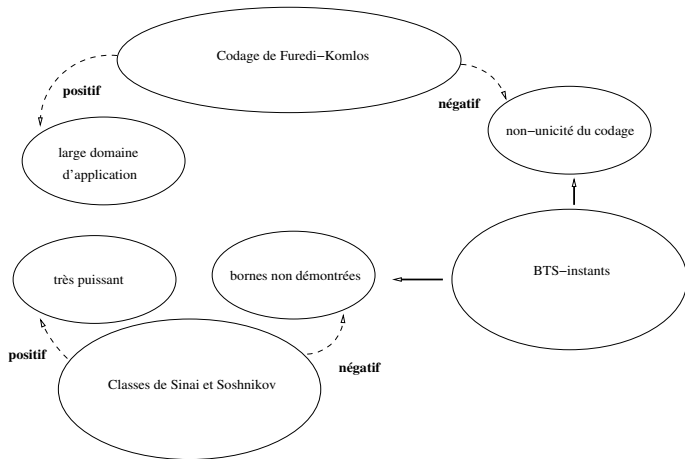 Codage de Furedi−Komlos
positif
négatif
non−unicité du codage
large domaine
d'application
très puissant
bornes non démontrées
BTS−instants
positif
négatif
Classes de Sinai et Soshnikov